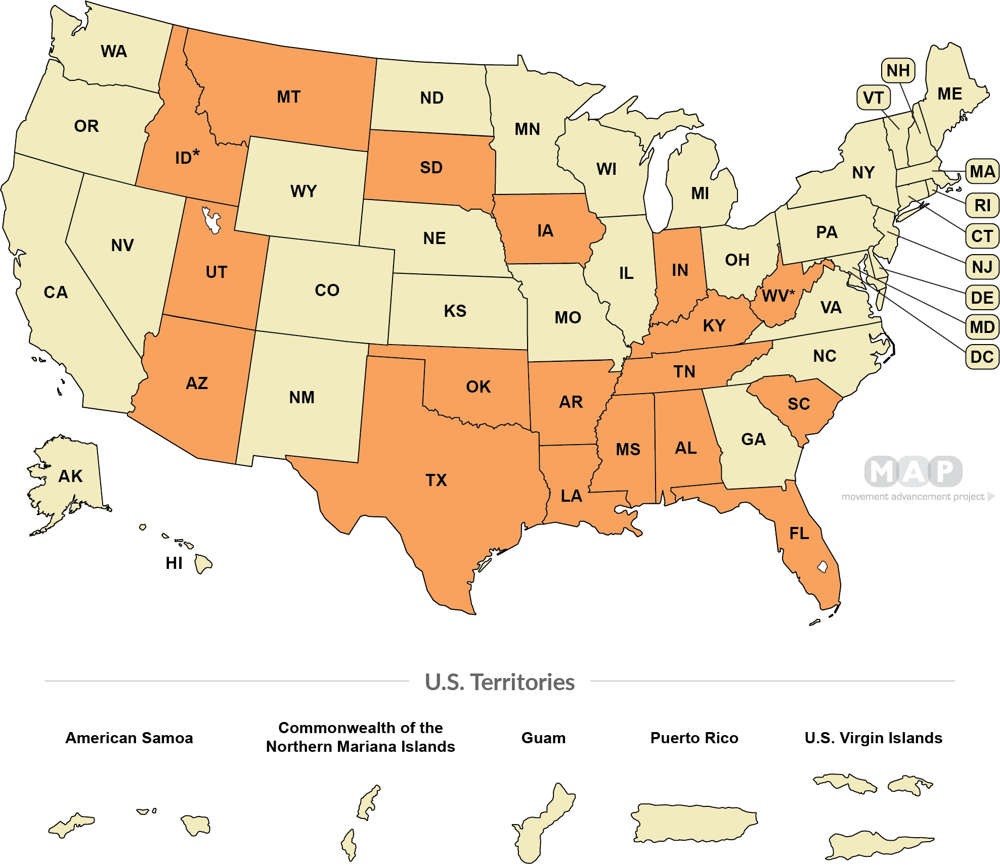 WA
OR
CA
NV
ID*
MT
WY
UT
AZ
CO
NM
ND
SD
NE
KS
OK
TX
MN
IA
MO
AR
LA
WI
IL
MI
IN
OH
KY
TN
MS
AL
GA
FL
SC
NC
VA
WV*
PA
NY
VT
NH
ME
MA
RI
CT
NJ
DE
MD
DC
AK
HI
MAP
movement advancement project
U.S. Territories
American Samoa
Commonwealth of the
Northern Mariana Islands
Guam
Puerto Rico
U.S. Virgin Islands